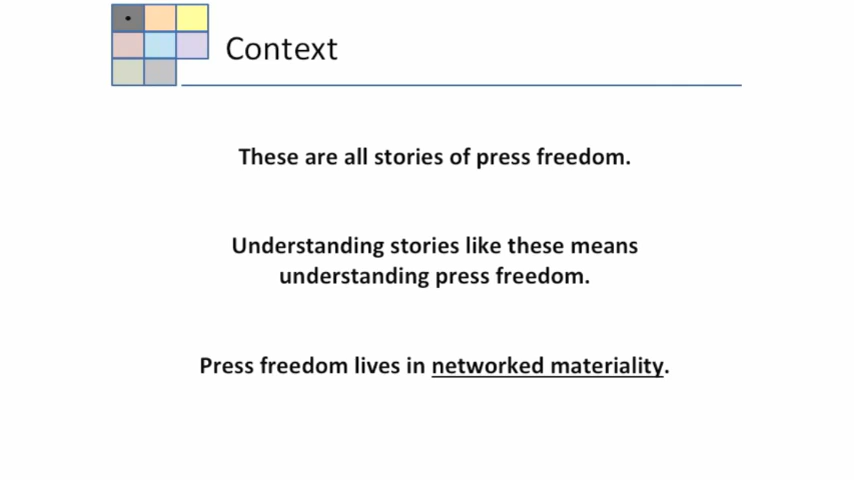 Context
These are all stories of press freedom.
Understanding stories like these means
understanding press freedom.
Press freedom lives in networked materiality.